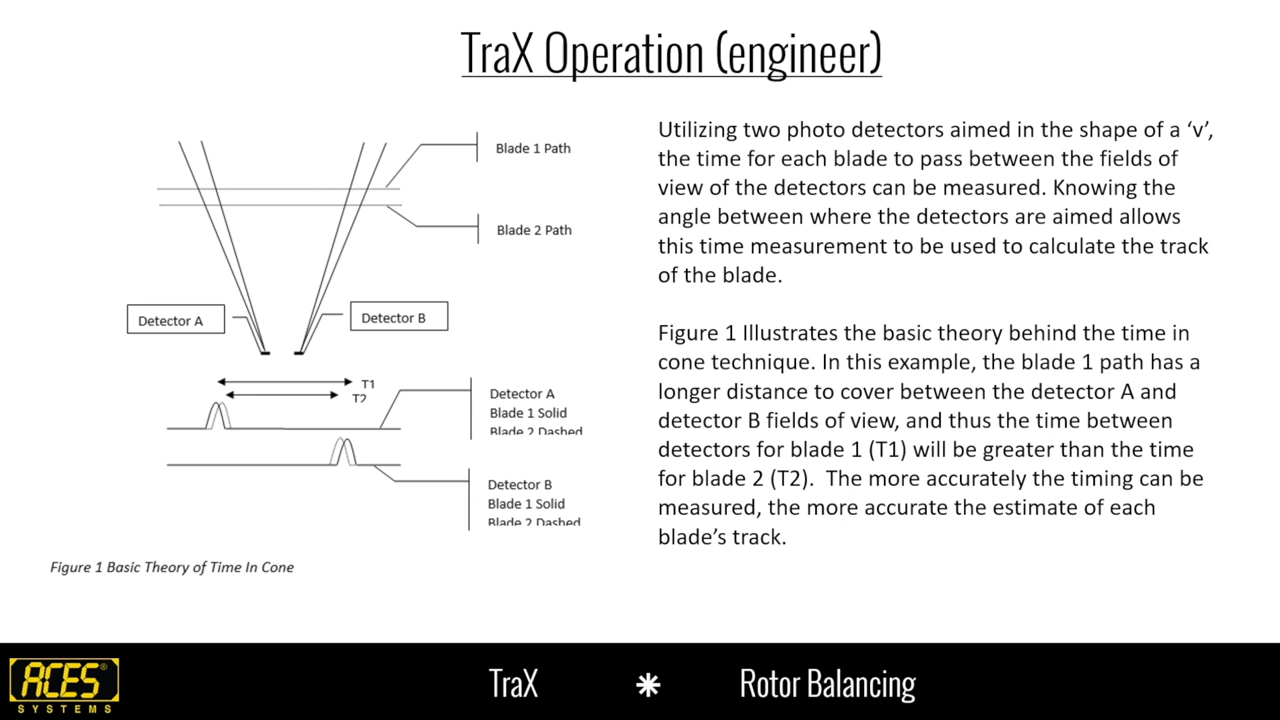 TraX Operation (engineer)
Blade 1 Path
Blade 2 Path
Detector A
Detector B
T1
T2
Detector A
Blade 1 Solid
Blade 2 Dashed
Detector B
Blade 1 Solid
Blade 2 Dashed
Figure 1 Basic Theory of Time In Cone
Utilizing two photo detectors aimed in the shape of a ‘v’,
the time for each blade to pass between the fields of
view of the detectors can be measured. Knowing the
angle between where the detectors are aimed allows
this time measurement to be used to calculate the track
of the blade.
Figure 1 Illustrates the basic theory behind the time in
cone technique. In this example, the blade 1 path has a
longer distance to cover between the detector A and
detector B fields of view, and thus the time between
detectors for blade 1 (T1) will be greater than the time
for blade 2 (T2).  The more accurately the timing can be
measured, the more accurate the estimate of each
blade’s track.
ACES®
SYSTEMS
TraX * Rotor Balancing